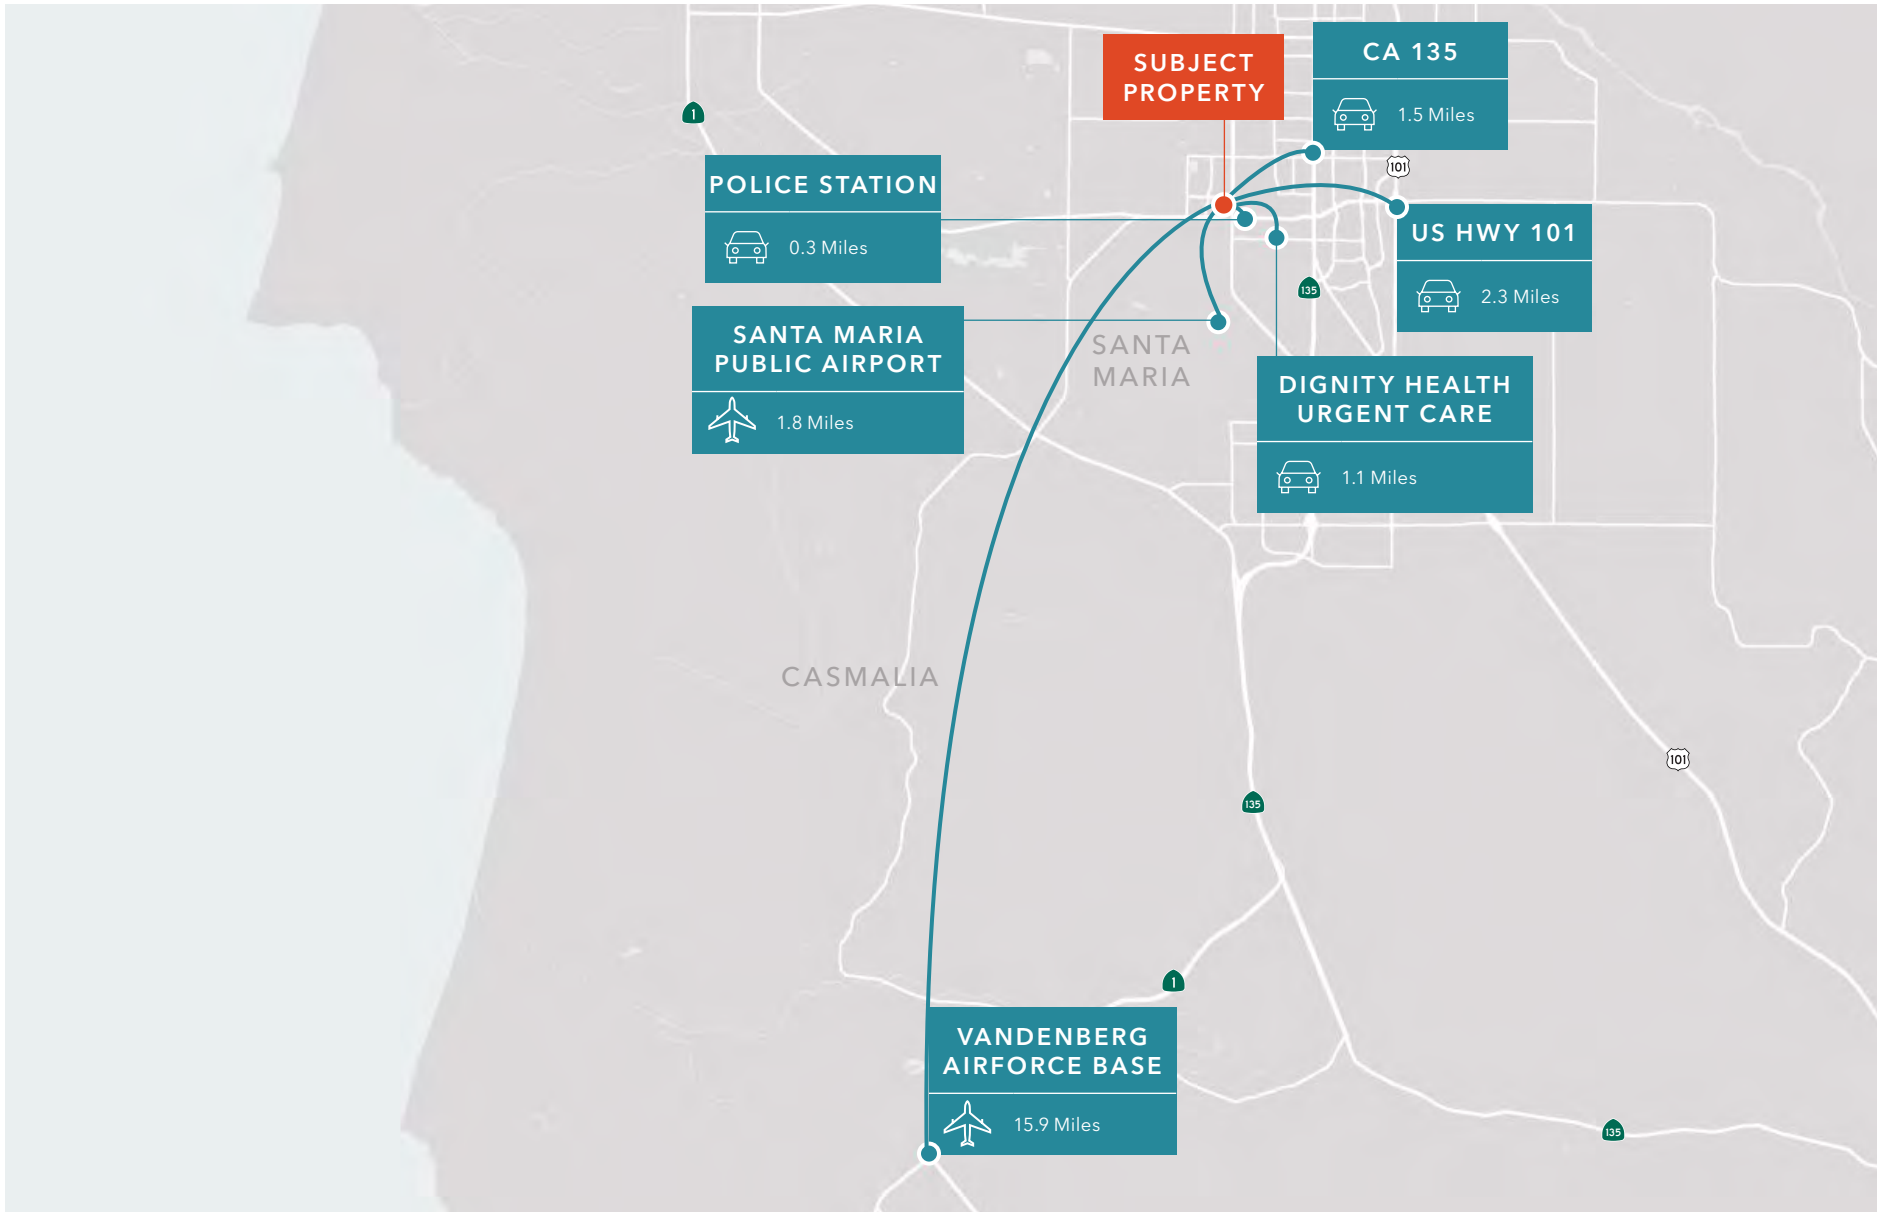 SUBJECT
PROPERTY
CA 135
1.5 Miles
1
101
POLICE STATION
0.3 Miles
US HWY 101
2.3 Miles
135
SANTA MARIA
PUBLIC AIRPORT
1.8 Miles
SANTA
MARIA
DIGNITY HEALTH
URGENT CARE
1.1 Miles
CASMALIA
101
135
1
VANDENBERG
AIRFORCE BASE
15.9 Miles
135